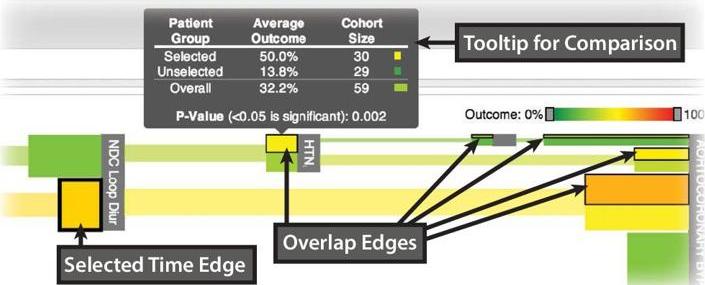 Patient Group Average Outcome Cohort Size
Selected 50.0% 30
Unselected 13.8% 29
Overall 32.2% 59
P-Value (<0.05 is significant): 0.002
Tooltip for Comparison
Outcome: 0% 100
NDC Loop Diur
HTN
Overlap Edges
Selected Time Edge